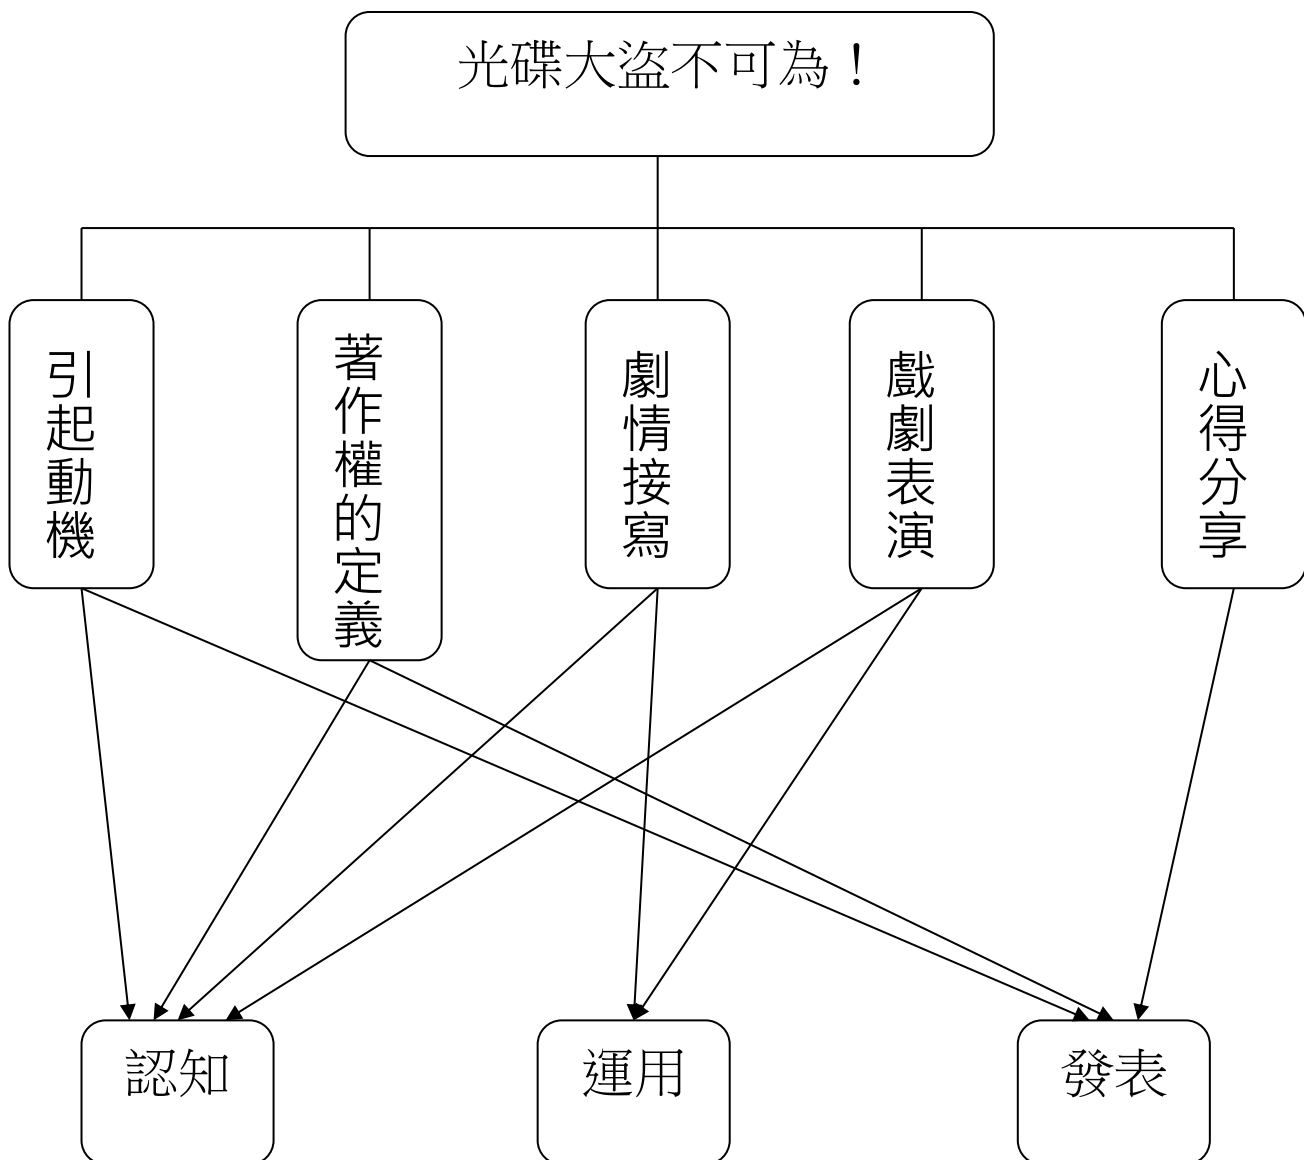 光碟大盜不可為！
引起動機
著作權的定義
劇情接寫
戲劇表演
心得分享
認知
運用
發表